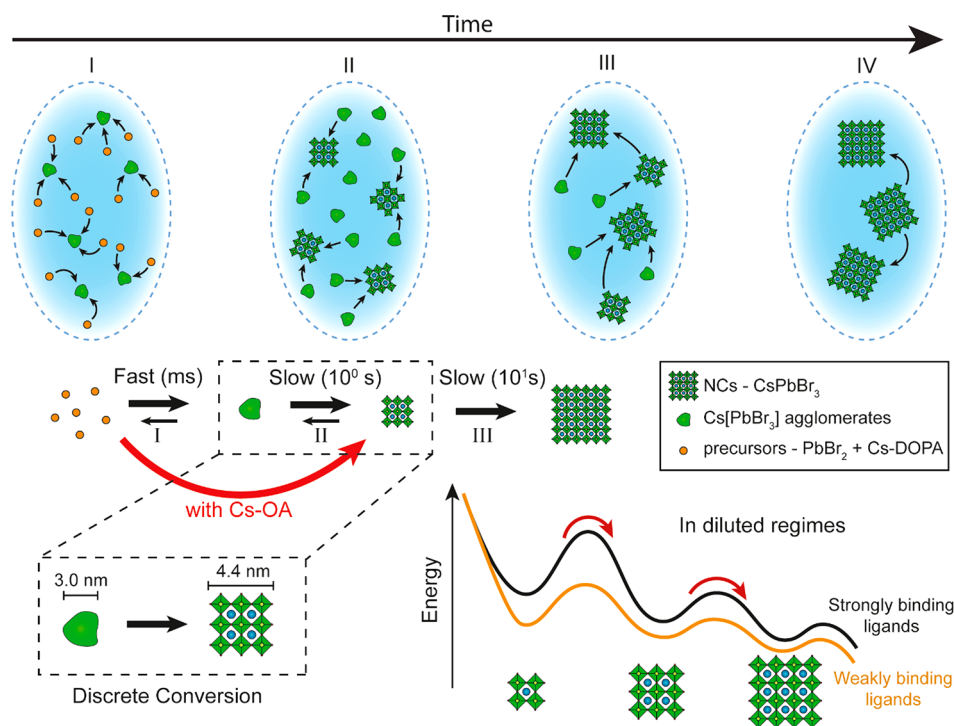 Time
I
II
III
IV
Fast (ms)
I
Slow (10⁰ s)
II
Slow (10¹s)
III
with Cs-OA
NCs - CsPbBr₃
Cs[PbBr₃] agglomerates
precursors - PbBr₂ + Cs-DOPA
3.0 nm
4.4 nm
Discrete Conversion
Energy
In diluted regimes
Strongly binding
ligands
Weakly binding
ligands